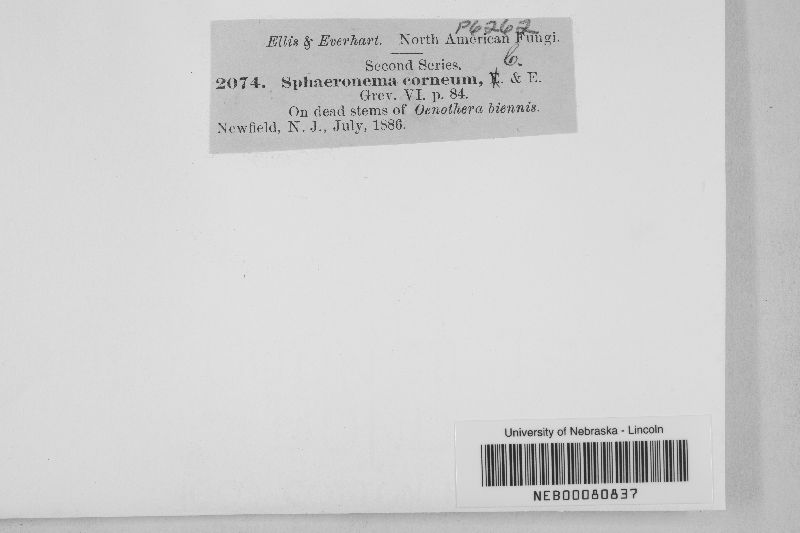 P6262
Ellis & Everhart. North American Fungi.
Second Series.
2074. Sphaeronema corneum, C. & E.
Grev. VI. p. 84.
On dead stems of Oenothera biennis.
Newfield, N. J., July, 1886.
University of Nebraska - Lincoln
NEB00080837